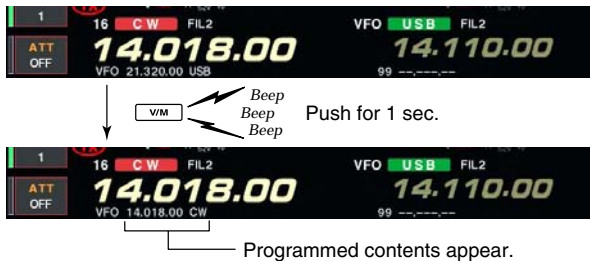 1 16 CW FIL2 VFO USB FIL2
ATT OFF 14.018.00 14.110.00
VFO 21.320.00 USB 99 --,---.--
Beep
V/M Beep Push for 1 sec.
Beep
1 16 CW FIL2 VFO USB FIL2
ATT OFF 14.018.00 14.110.00
VFO 14.018.00 CW 99 --,---.--
Programmed contents appear.